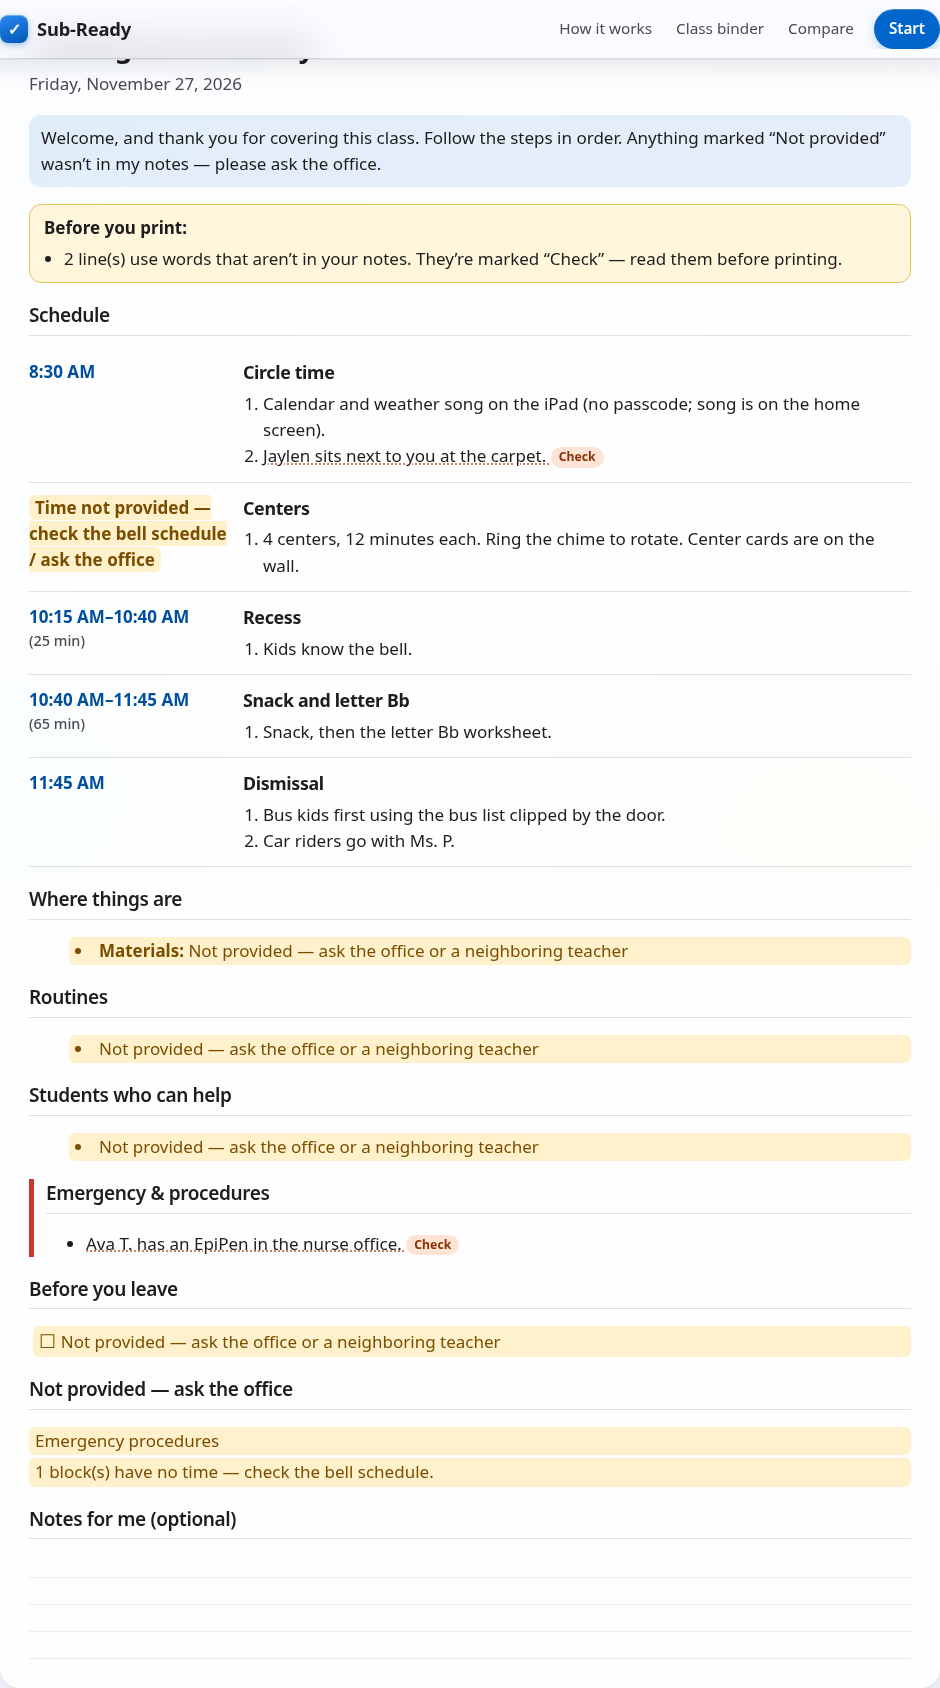 Sub-Ready
How it works
Class binder
Compare
Start
Friday, November 27, 2026
Welcome, and thank you for covering this class. Follow the steps in order. Anything marked “Not provided”
wasn’t in my notes — please ask the office.
Before you print:
• 2 line(s) use words that aren’t in your notes. They’re marked “Check” — read them before printing.
Schedule
8:30 AM
Circle time
1. Calendar and weather song on the iPad (no passcode; song is on the home
screen).
2. Jaylen sits next to you at the carpet. Check
Time not provided —
check the bell schedule
/ ask the office
Centers
1. 4 centers, 12 minutes each. Ring the chime to rotate. Center cards are on the
wall.
10:15 AM–10:40 AM
(25 min)
Recess
1. Kids know the bell.
10:40 AM–11:45 AM
(65 min)
Snack and letter Bb
1. Snack, then the letter Bb worksheet.
11:45 AM
Dismissal
1. Bus kids first using the bus list clipped by the door.
2. Car riders go with Ms. P.
Where things are
• Materials: Not provided — ask the office or a neighboring teacher
Routines
• Not provided — ask the office or a neighboring teacher
Students who can help
• Not provided — ask the office or a neighboring teacher
Emergency & procedures
• Ava T. has an EpiPen in the nurse office. Check
Before you leave
☐ Not provided — ask the office or a neighboring teacher
Not provided — ask the office
Emergency procedures
1 block(s) have no time — check the bell schedule.
Notes for me (optional)